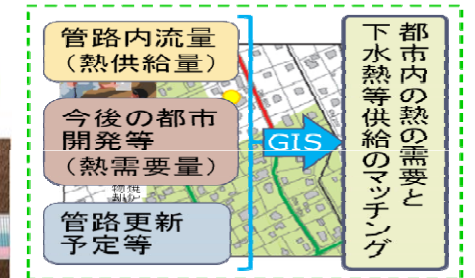 管路内流量
（熱供給量）
今後の都市
開発等
（熱需要量）
管路更新
予定等
GIS
都市内の熱の需要と
下水熱等供給のマッチング